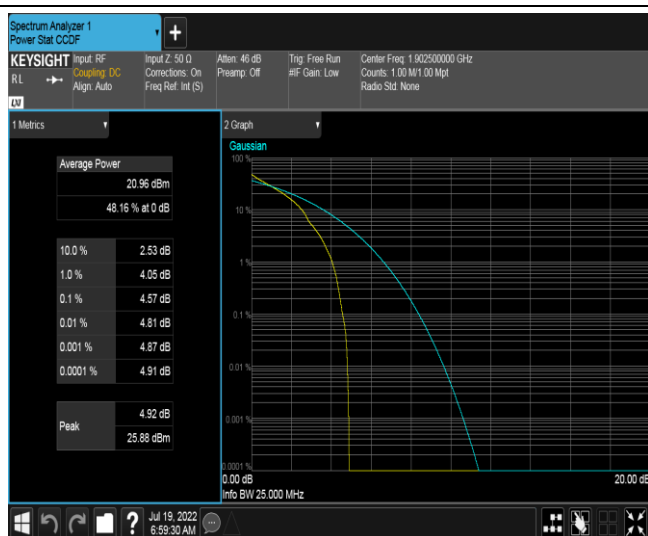 Spectrum Analyzer 1
Power Stat CCDF
+
KEYSIGHT
RL
LXI
Input: RF
Coupling: DC
Align: Auto
Input Z: 50 Ω
Corrections: On
Freq Ref: Int (S)
Atten: 46 dB
Preamp: Off
Trig: Free Run
#IF Gain: Low
Center Freq: 1.902500000 GHz
Counts: 1.00 M/1.00 Mpt
Radio Std: None
1 Metrics
Average Power
20.96 dBm
48.16 % at 0 dB
10.0 % 2.53 dB
1.0 % 4.05 dB
0.1 % 4.57 dB
0.01 % 4.81 dB
0.001 % 4.87 dB
0.0001 % 4.91 dB
Peak
4.92 dB
25.88 dBm
2 Graph
Gaussian
100 %
10 %
1 %
0.1 %
0.01 %
0.001 %
0.0001 %
0.00 dB
20.00 dB
Info BW 25.000 MHz
?
Jul 19, 2022
6:59:30 AM